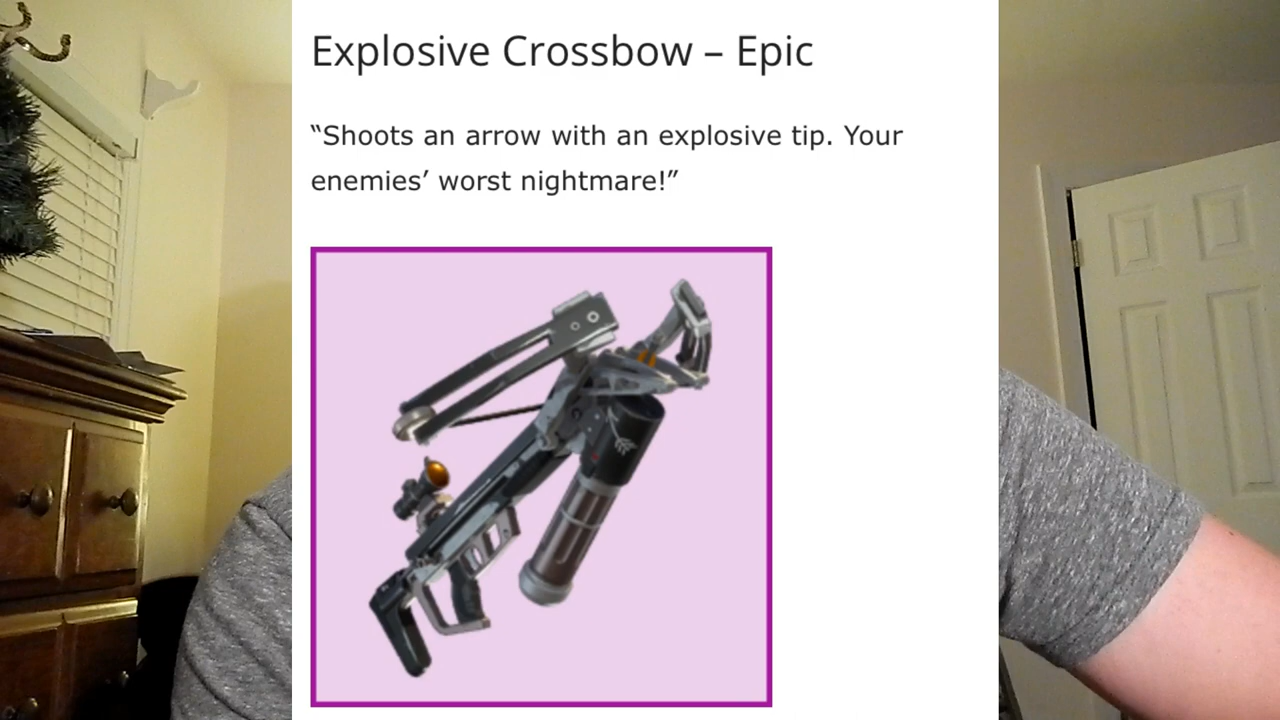 Explosive Crossbow – Epic
“Shoots an arrow with an explosive tip. Your
enemies’ worst nightmare!”